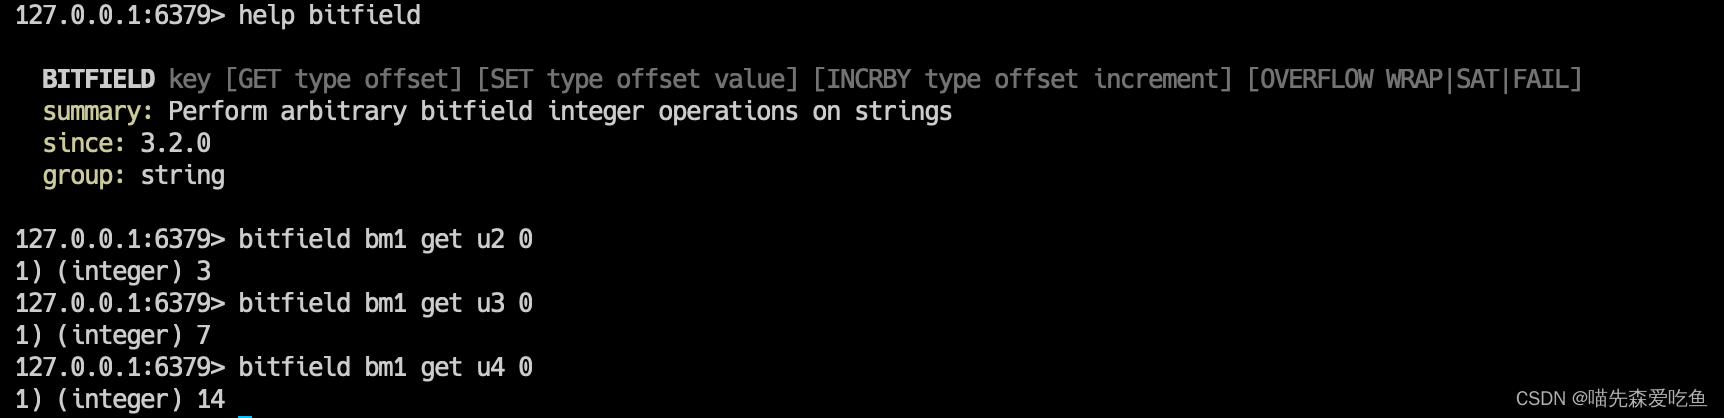 127.0.0.1:6379> help bitfield
BITFIELD key [GET type offset] [SET type offset value] [INCRBY type offset increment] [OVERFLOW WRAP|SAT|FAIL]
summary: Perform arbitrary bitfield integer operations on strings
since: 3.2.0
group: string
127.0.0.1:6379> bitfield bm1 get u2 0
1) (integer) 3
127.0.0.1:6379> bitfield bm1 get u3 0
1) (integer) 7
127.0.0.1:6379> bitfield bm1 get u4 0
1) (integer) 14
CSDN @喵先森爱吃鱼